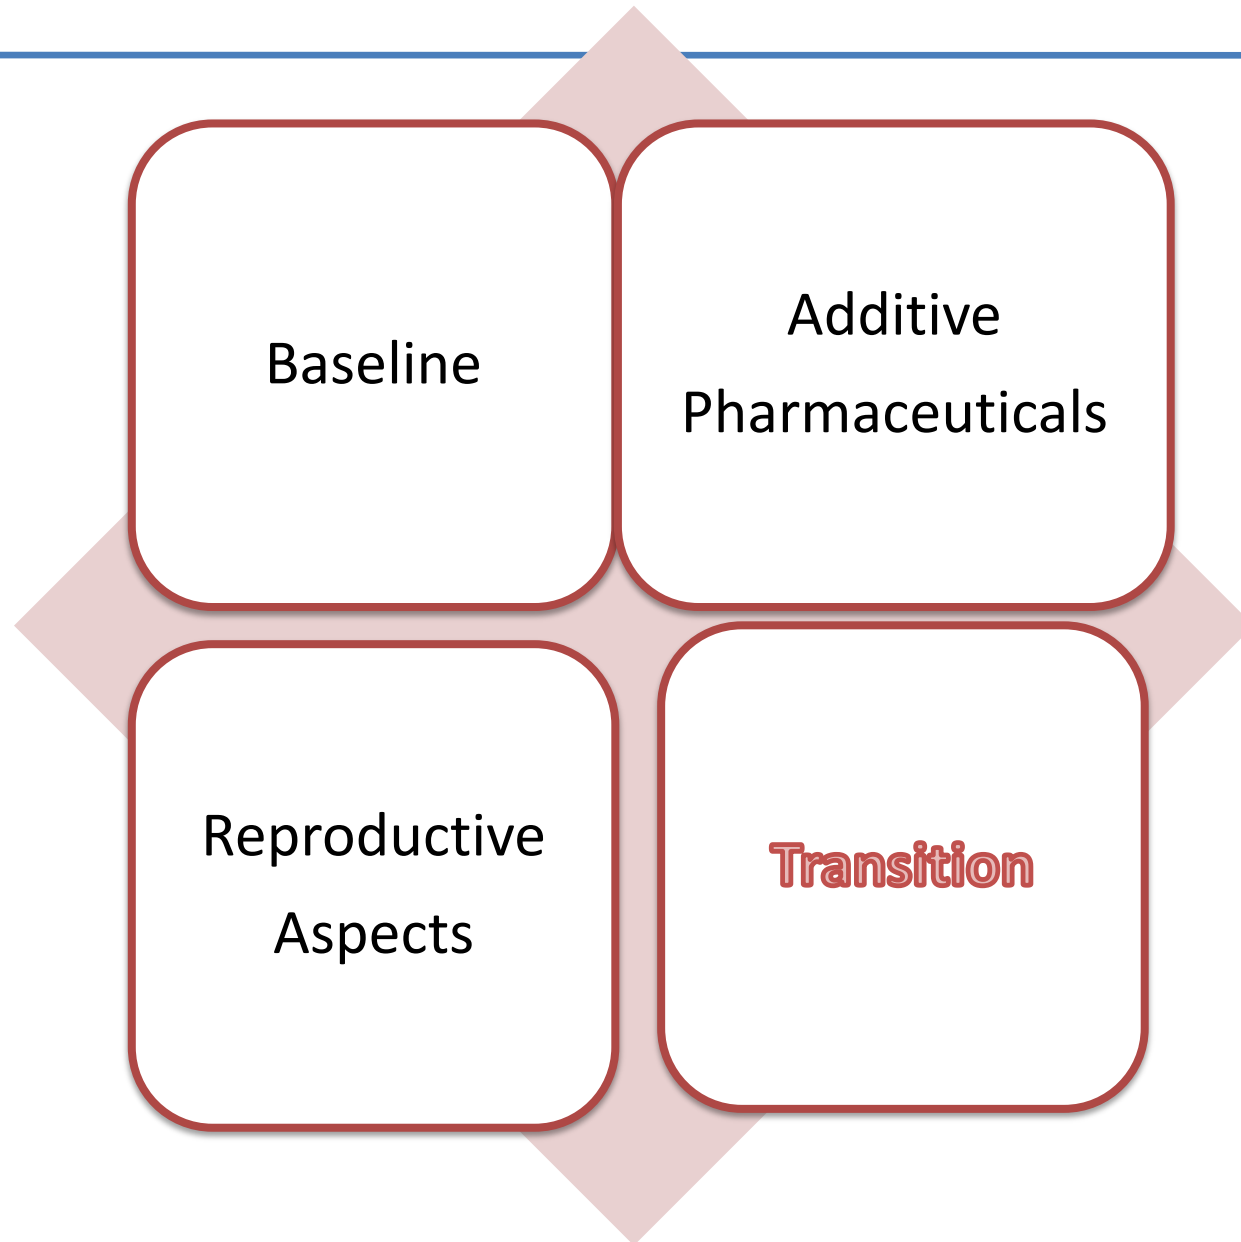 Baseline
Additive
Pharmaceuticals
Reproductive
Aspects
Transition